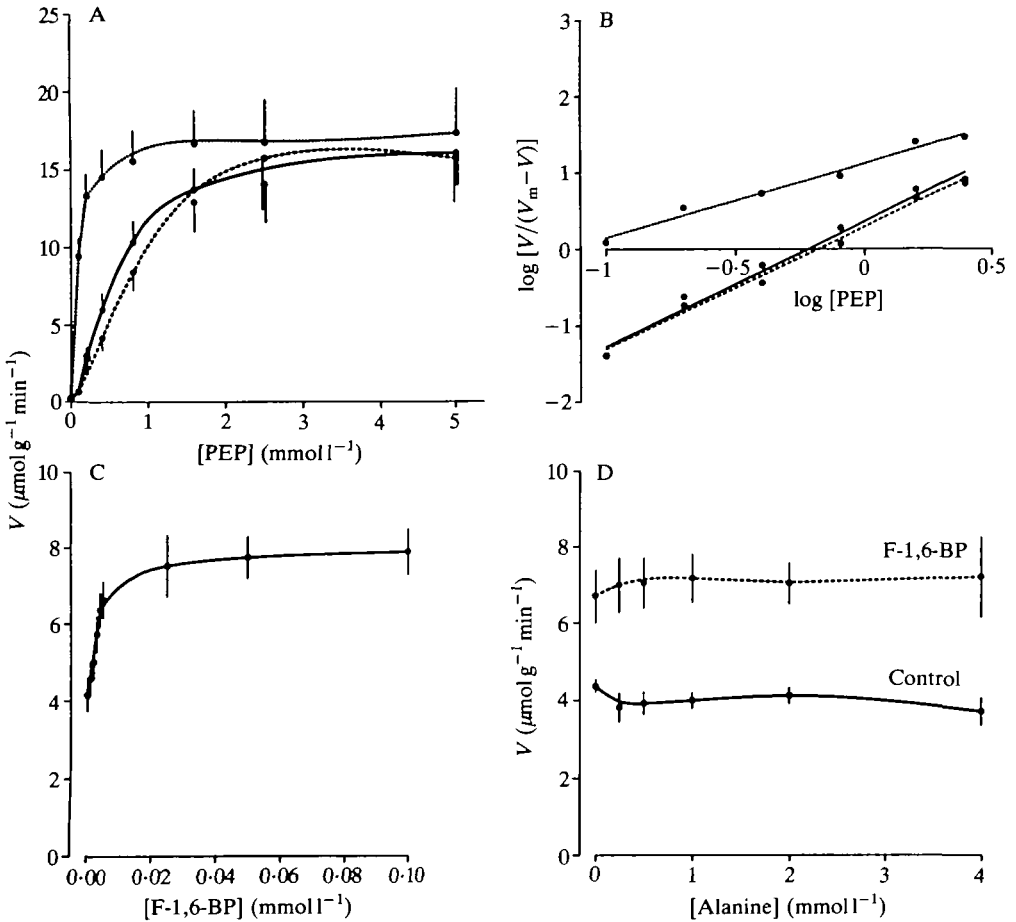 A
25
20
15
10
5
0
0 1 2 3 4 5
[PEP] (mmol l⁻¹)
V (μmol g⁻¹ min⁻¹)
B
3
2
1
0
−1
−2
−1 −0·5 0 0·5
log [PEP]
log [V/(Vₘ−V)]
C
10
8
6
4
2
0
0·00 0·02 0·04 0·06 0·08 0·10
[F-1,6-BP] (mmol l⁻¹)
D
10
8
6
4
2
0
F-1,6-BP
Control
0 1 2 3 4
[Alanine] (mmol l⁻¹)
V (μmol g⁻¹ min⁻¹)